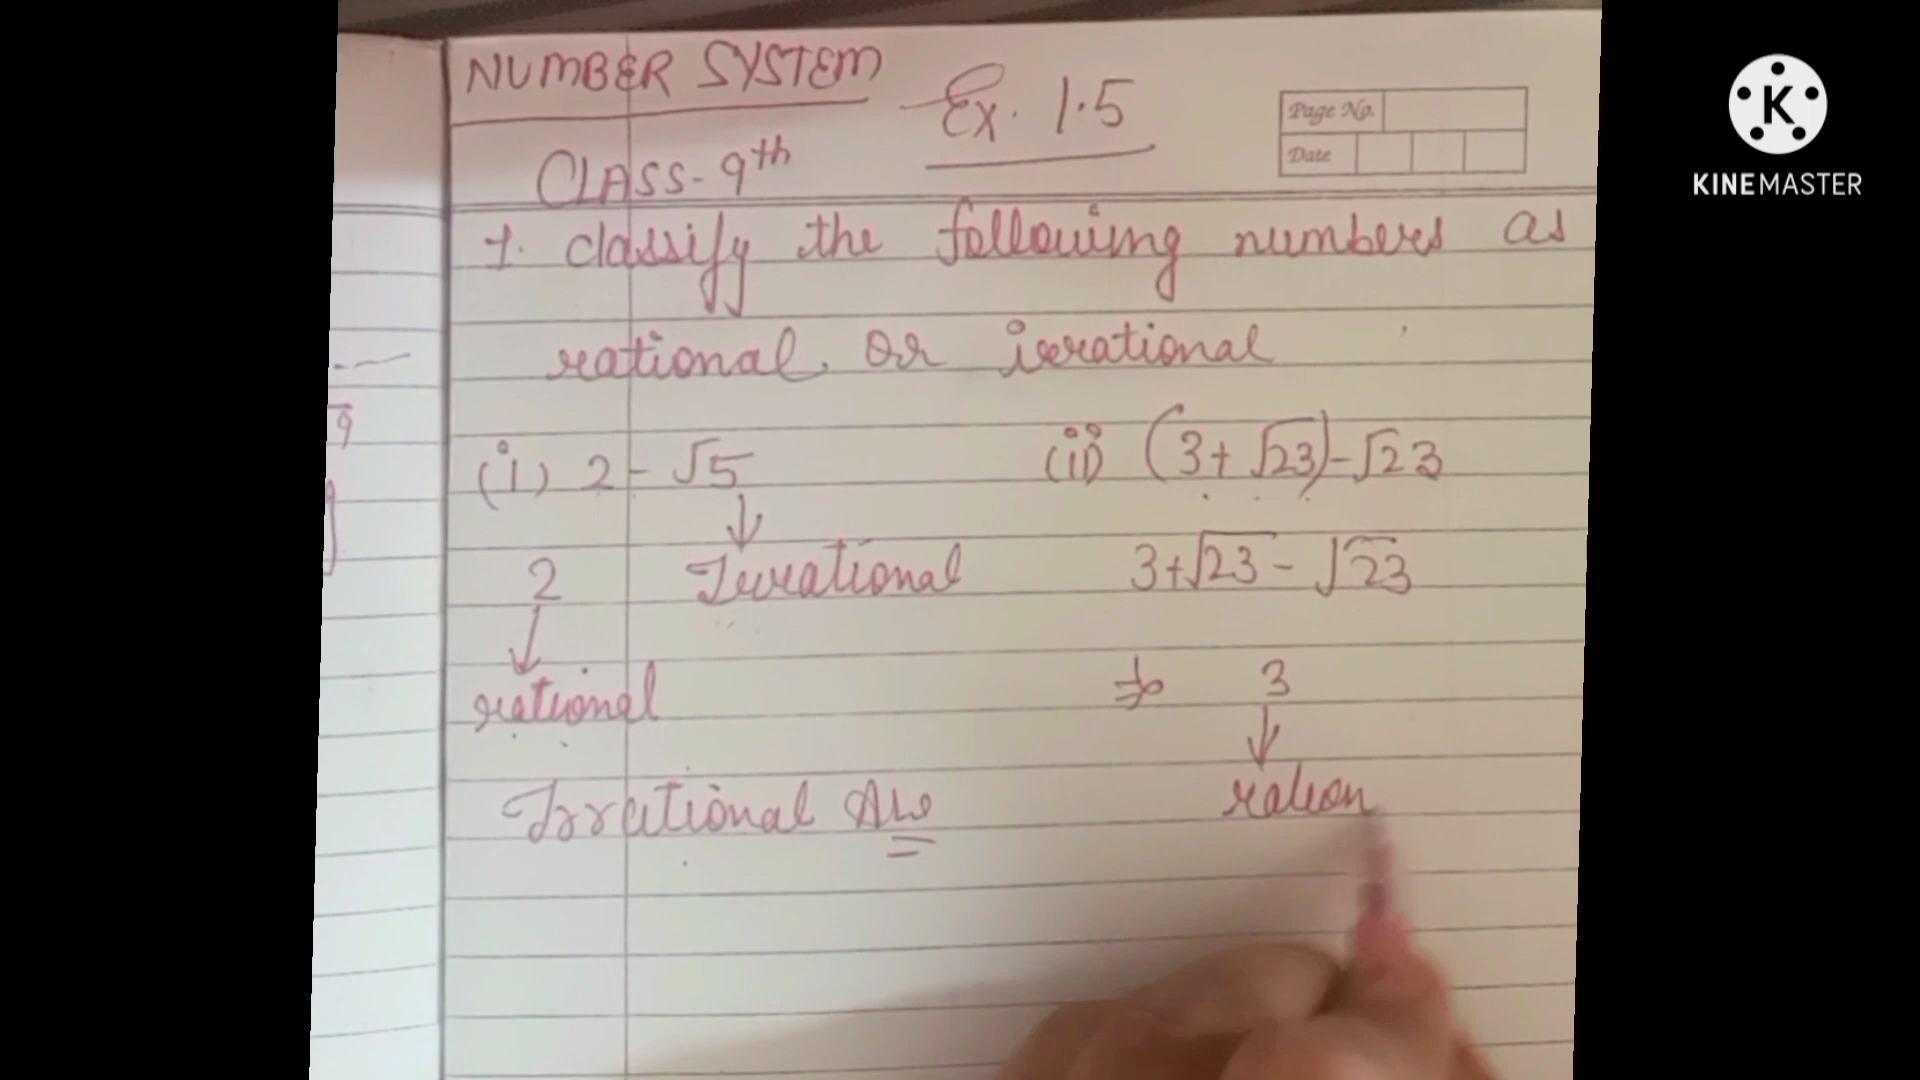 NUMBER SYSTEM
Ex. 1.5
Page No.
Date
CLASS-9th
1. Classify the following numbers as
rational or irrational
(i) 2 - √5
(ii) (3+√23)-√23
↓
2 Irrational
3+√23 - √23
↓
rational
⇒ 3
↓
Irrational Ans
ration
9
K
KINEMASTER